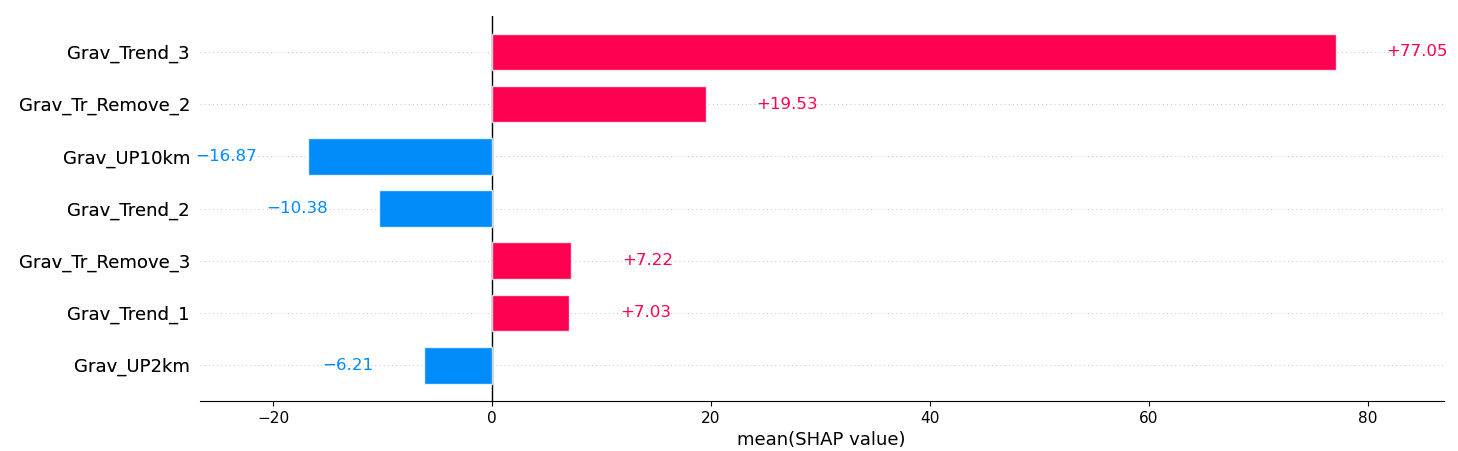 Grav_Trend_3 +77.05
Grav_Tr_Remove_2 +19.53
Grav_UP10km −16.87
Grav_Trend_2 −10.38
Grav_Tr_Remove_3 +7.22
Grav_Trend_1 +7.03
Grav_UP2km −6.21
−20 0 20 40 60 80
mean(SHAP value)